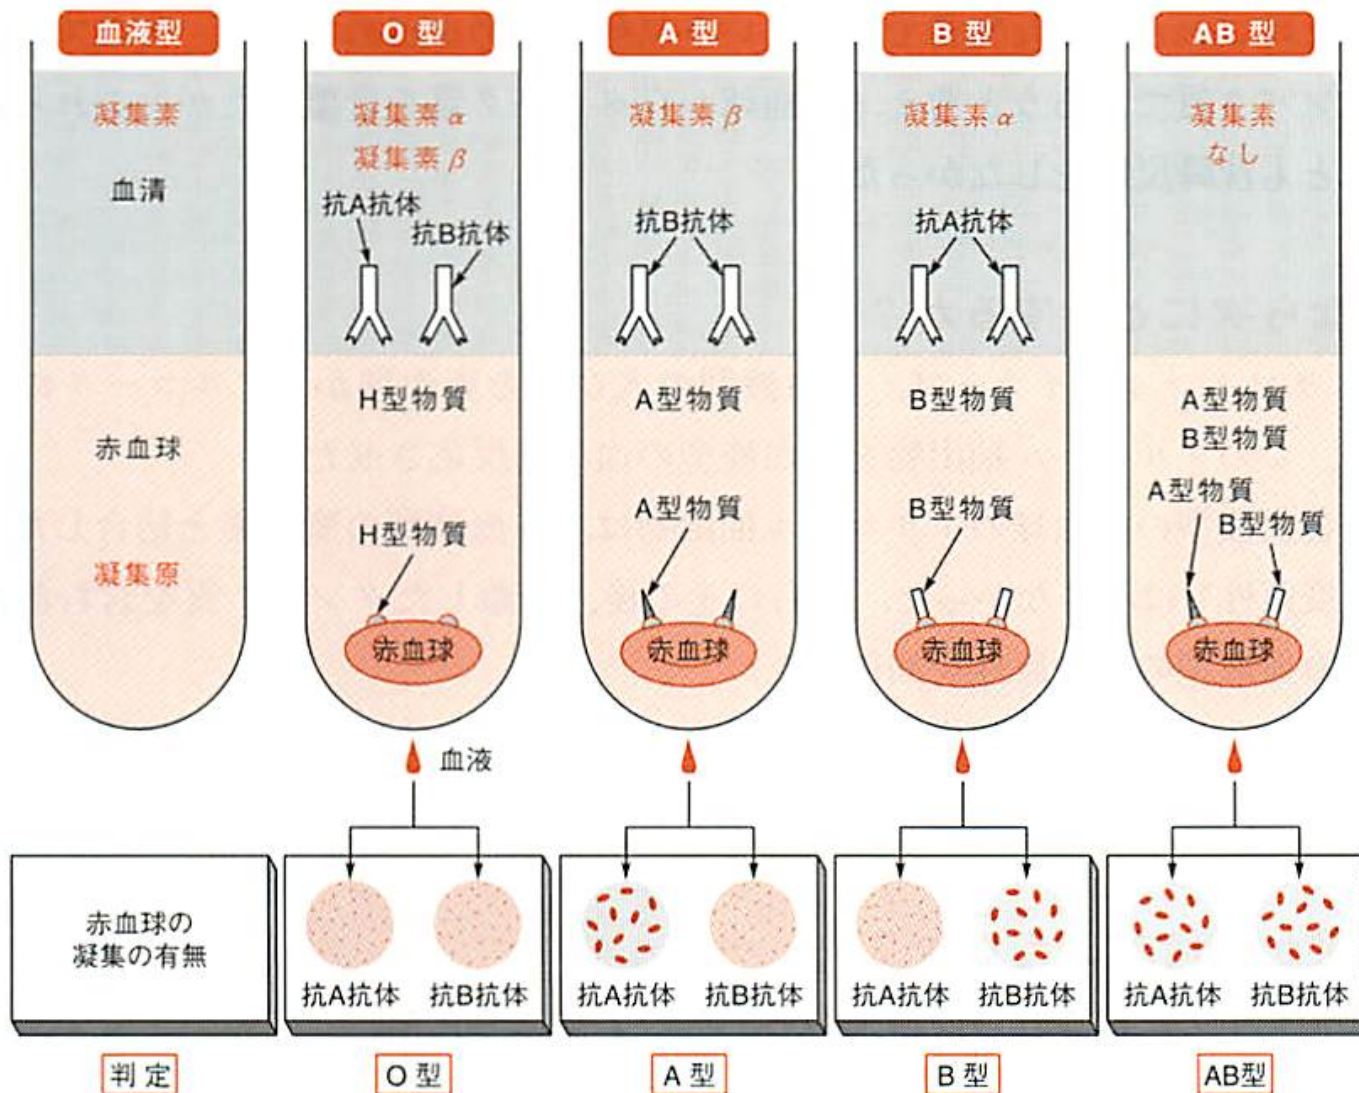 血液型
O 型
A 型
B 型
AB 型
凝集素
血清
赤血球
凝集原
凝集素 α
凝集素 β
抗A抗体
抗B抗体
H型物質
H型物質
赤血球
凝集素 β
抗B抗体
A型物質
A型物質
赤血球
凝集素 α
抗A抗体
B型物質
B型物質
赤血球
凝集素
なし
A型物質
B型物質
A型物質
B型物質
赤血球
血液
赤血球の
凝集の有無
抗A抗体
抗B抗体
抗A抗体
抗B抗体
抗A抗体
抗B抗体
抗A抗体
抗B抗体
判 定
O 型
A 型
B 型
AB型